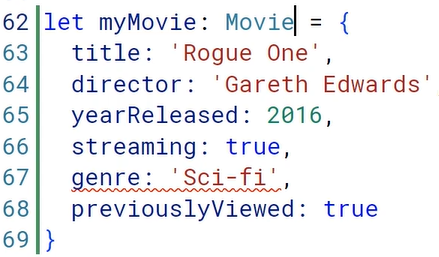 62 let myMovie: Movie = {
63 title: 'Rogue One',
64 director: 'Gareth Edwards'
65 yearReleased: 2016,
66 streaming: true,
67 genre: 'Sci-fi',
68 previouslyViewed: true
69 }